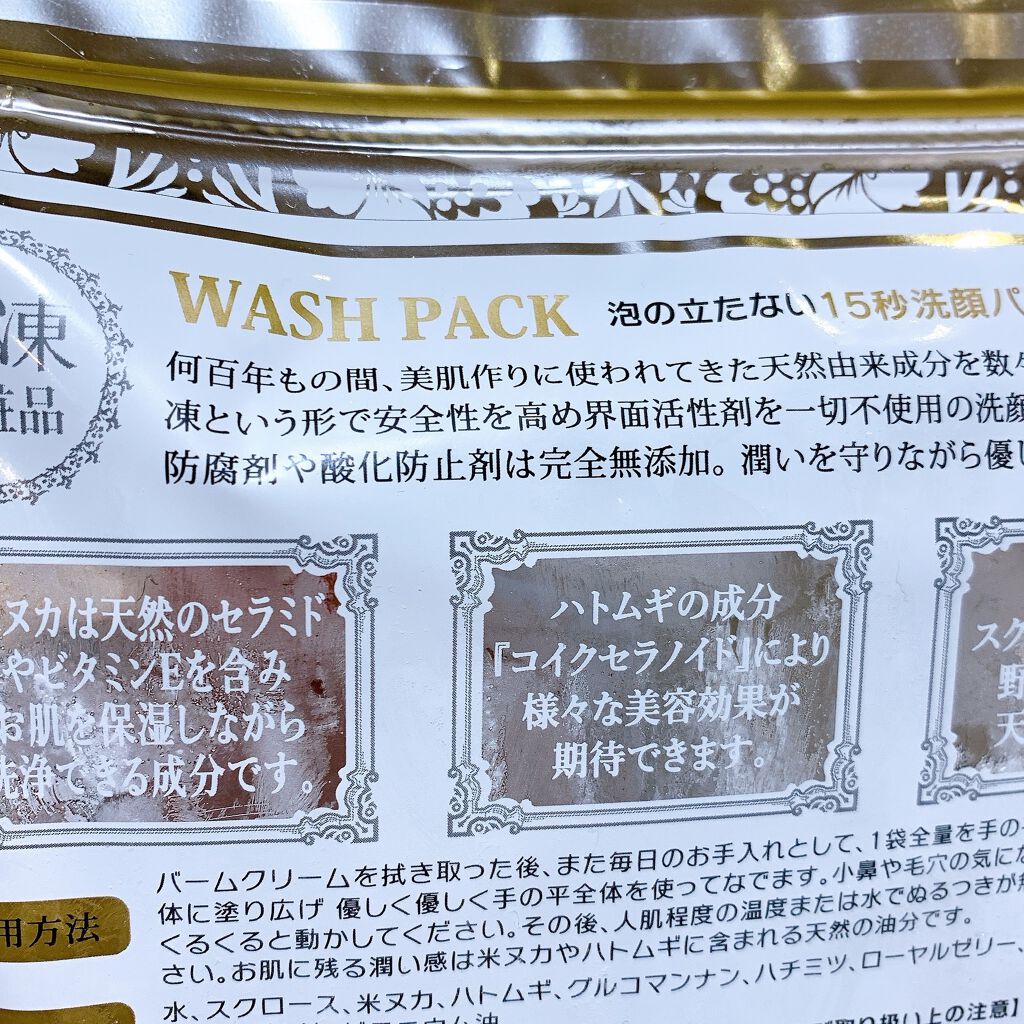 凍
粧品
WASH PACK 泡の立たない15秒洗顔パ
何百年もの間、美肌作りに使われてきた天然由来成分を数々
凍という形で安全性を高め界面活性剤を一切不使用の洗顔
防腐剤や酸化防止剤は完全無添加。潤いを守りながら優し
ヌカは天然のセラミド
やビタミンEを含み
お肌を保湿しながら
洗浄できる成分です。
ハトムギの成分
『コイクセラノイド』により
様々な美容効果が
期待できます。
スク
野
天
用方法
バームクリームを拭き取った後、また毎日のお手入れとして、1袋全量を手の
体に塗り広げ 優しく優しく手の平全体を使ってなでます。小鼻や毛穴の気にな
くるくると動かしてください。その後、人肌程度の温度または水でぬるつきが無
さい。お肌に残る潤い感は米ヌカやハトムギに含まれる天然の油分です。
水、スクロース、米ヌカ、ハトムギ、グルコマンナン、ハチミツ、ローヤルゼリー、
取り扱い上の注意】